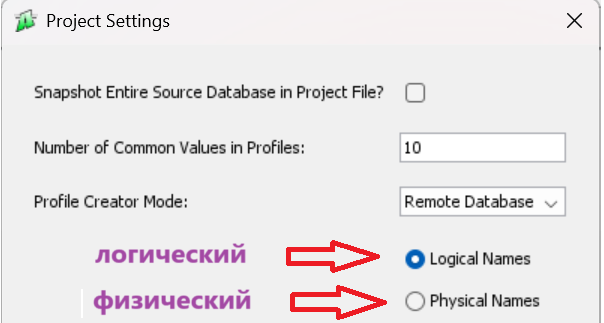 Project Settings
Snapshot Entire Source Database in Project File?
Number of Common Values in Profiles: 10
Profile Creator Mode: Remote Database
логический Logical Names
физический Physical Names